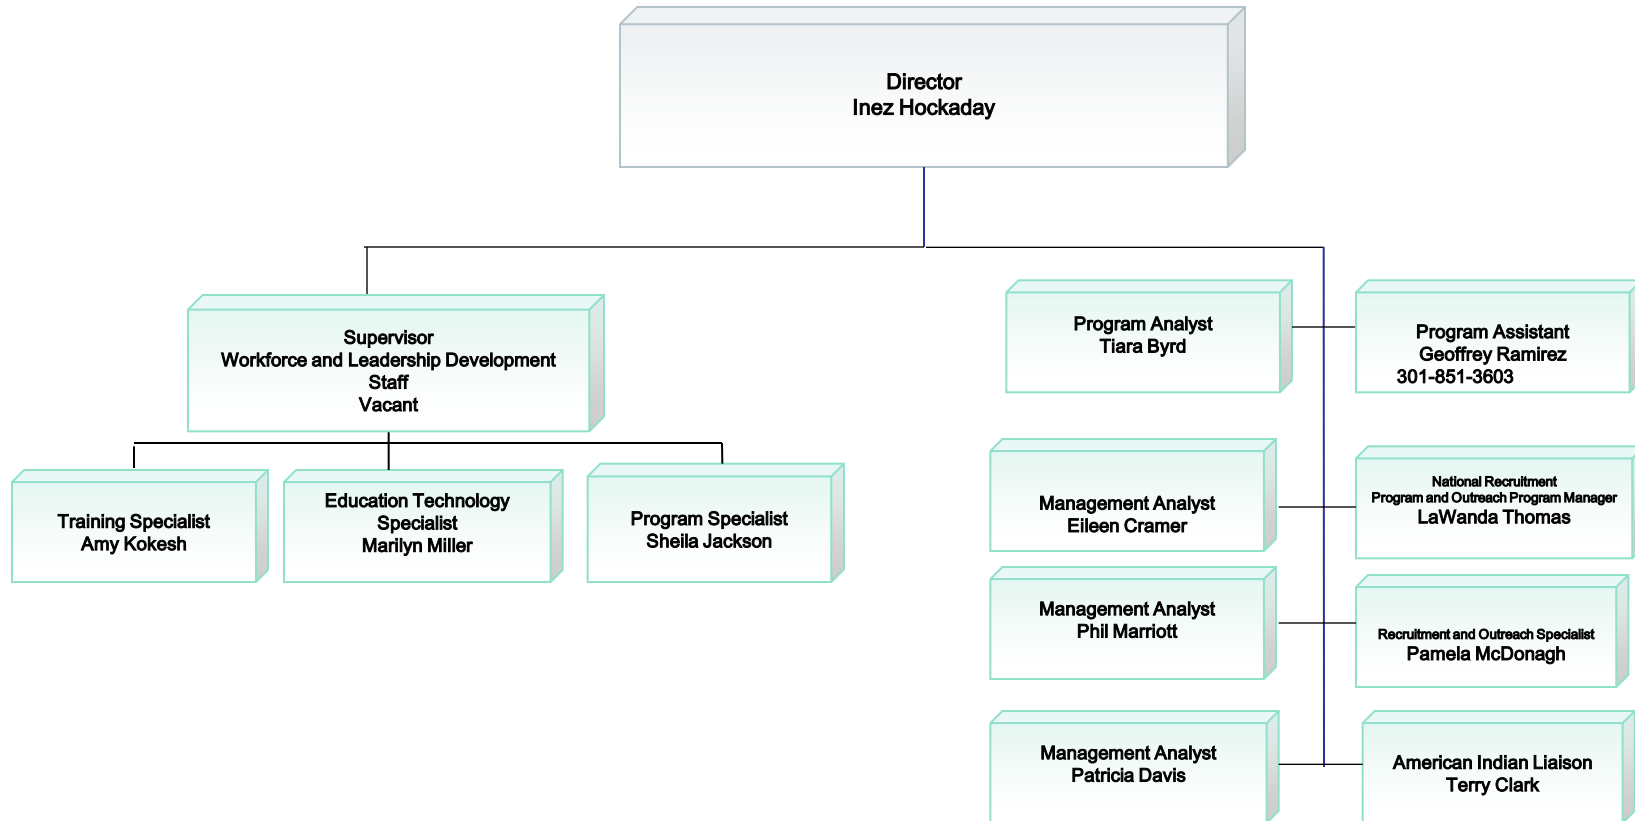 Director
Inez Hockaday
Supervisor
Workforce and Leadership Development
Staff
Vacant
Training Specialist
Amy Kokesh
Education Technology
Specialist
Marilyn Miller
Program Specialist
Sheila Jackson
Program Analyst
Tiara Byrd
Program Assistant
Geoffrey Ramirez
301-851-3603
Management Analyst
Eileen Cramer
National Recruitment
Program and Outreach Program Manager
LaWanda Thomas
Management Analyst
Phil Marriott
Recruitment and Outreach Specialist
Pamela McDonagh
Management Analyst
Patricia Davis
American Indian Liaison
Terry Clark